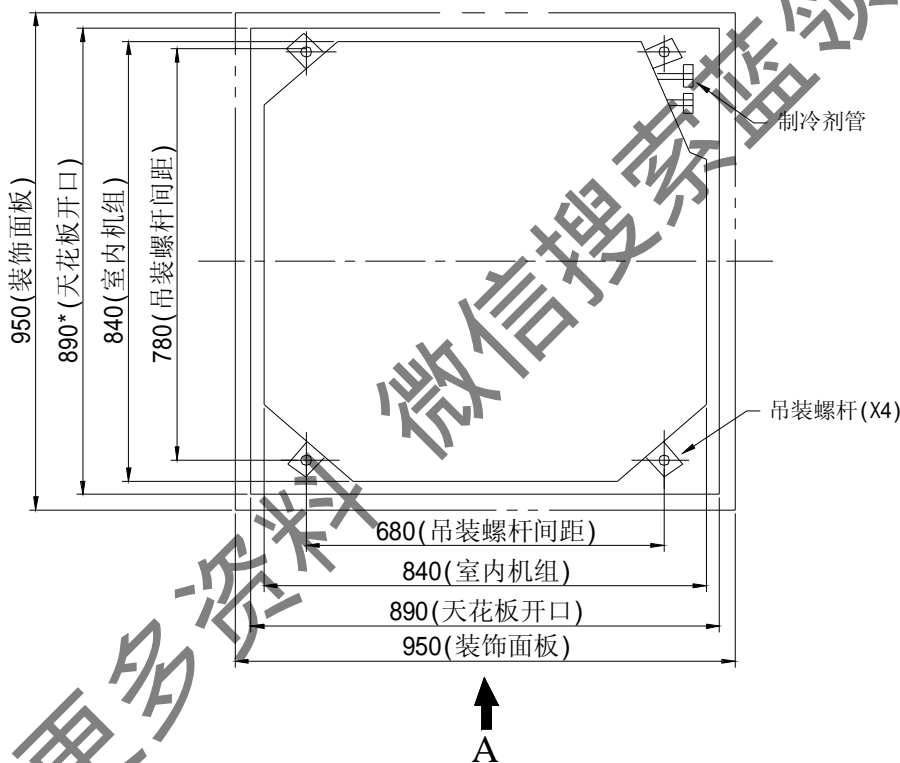 制冷剂管
950(装饰面板)
890*(天花板开口)
840(室内机组)
780(吊装螺杆间距)
吊装螺杆(X4)
680(吊装螺杆间距)
840(室内机组)
890(天花板开口)
950(装饰面板)
A
更多资料 微信搜索蓝领